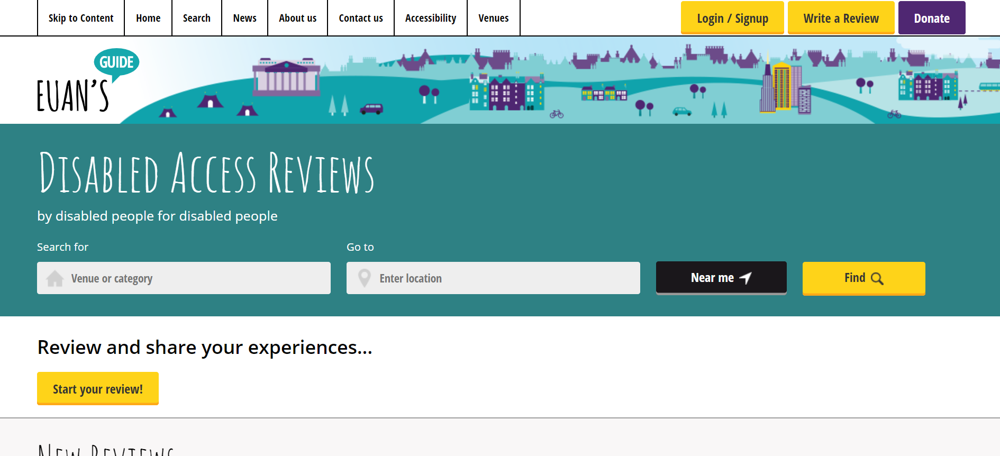 Skip to Content Home Search News About us Contact us Accessibility Venues Login / Signup Write a Review Donate
GUIDE
EUAN'S
DISABLED ACCESS REVIEWS
by disabled people for disabled people
Search for Go to
Venue or category Enter location Near me Find
Review and share your experiences...
Start your review!
NEW REVIEWS